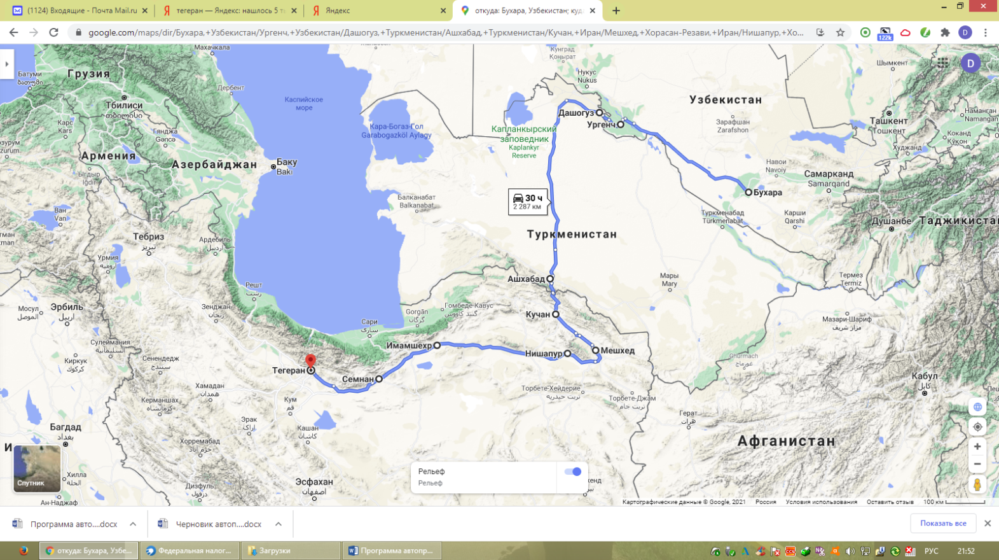 (1124) Входящие - Почта Mail.ru
тегеран — Яндекс: нашлось 5 т
Яндекс
откуда: Бухара, Узбекистан; куд
google.com/maps/dir/Бухара,+Узбекистан/Ургенч,+Узбекистан/Дашогуз,+Туркменистан/Ашхабад,+Туркменистан/Кучан,+Иран/Мешхед,+Хорасан-Резави,+Иран/Нишапур,+Хо...
122k
D
D
Махачкала
Кунград
Қоңырат
Шымкент
Грузия
Батуми
ბათუმი
Нукус
Nukus
Дербент
Тбилиси
თბილისი
Каспийское
море
Узбекистан
Наманган
Namangan
Дашогуз
Ташкент
Тошкент
Карс
Kars
Ургенч
Зарафшан
Zarafshon
Кара-Богаз-Гол
Garabogazköl Aylagy
Капланкырский
заповедник
Kaplankyr
Reserve
Гянджа
Gəncə
Коканд
Қўқон
Худжанд
Армения
Баку
Bakı
Азербайджан
Навои
Navoiy
Ыгдыр
Iğdır
Самарканд
Samarqand
Бухара
30 ч
2 287 км
Балканабат
Balkanabat
Ван
Van
Туркменабад
Türkmenabat
Карши
Qarshi
Душанбе
Таджикиста
Тебриз
تبریز
Туркменистан
Ардебиль
اردبیل
Урмия
ارومیه
Ашхабад
Мары
Mary
Термез
Termiz
Решт
رشت
Мосул
الموصل
Эрбиль
اربيل
Зенджан
زنجان
Gorgān
گرگان
Гомбеде-Кавус
گنبد کاووس
Кучан
Сари
ساری
Мазари-Шариф
مزار شریف
Сулеймания
السليمانية
Имамшехр
Нишапур
Мешхед
Киркук
كركوك
Сенендедж
سنندج
Ghurmach
غورماچ
Тегеран
Семнан
Кабул
کابل
Хамадан
همدان
Торбете-Хейдерие
تربت حیدریه
Торбете-Джам
تربت جام
Керманшах
کرمانشاه
Кум
قم
Герат
هرات
Эрак
اراک
Багдад
بغداد
Кашан
کاشان
Хорремабад
خرم آباد
Афганистан
И
Хилла
الحلة
Спутник
Рельеф
Рельеф
Эсфахан
اصفهان
Дизфуль
دزفول
Ан-Наджаф
Картографические данные © Google, 2021 Россия Условия использования Оставить отзыв 100 км
Программа авто....docx
Черновик автоп....docx
Показать все
откуда: Бухара, Узбе...
Федеральная налог...
Загрузки
Программа автопр...
РУС
21:52